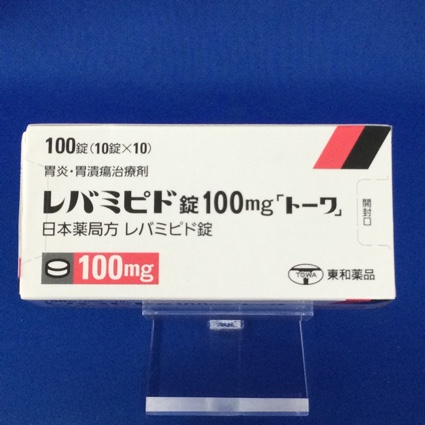 100錠(10錠×10)
胃炎・胃潰瘍治療剤
レバミピド錠100mg「トーワ」
日本薬局方 レバミピド錠
100mg
開封口
TOWA 東和薬品